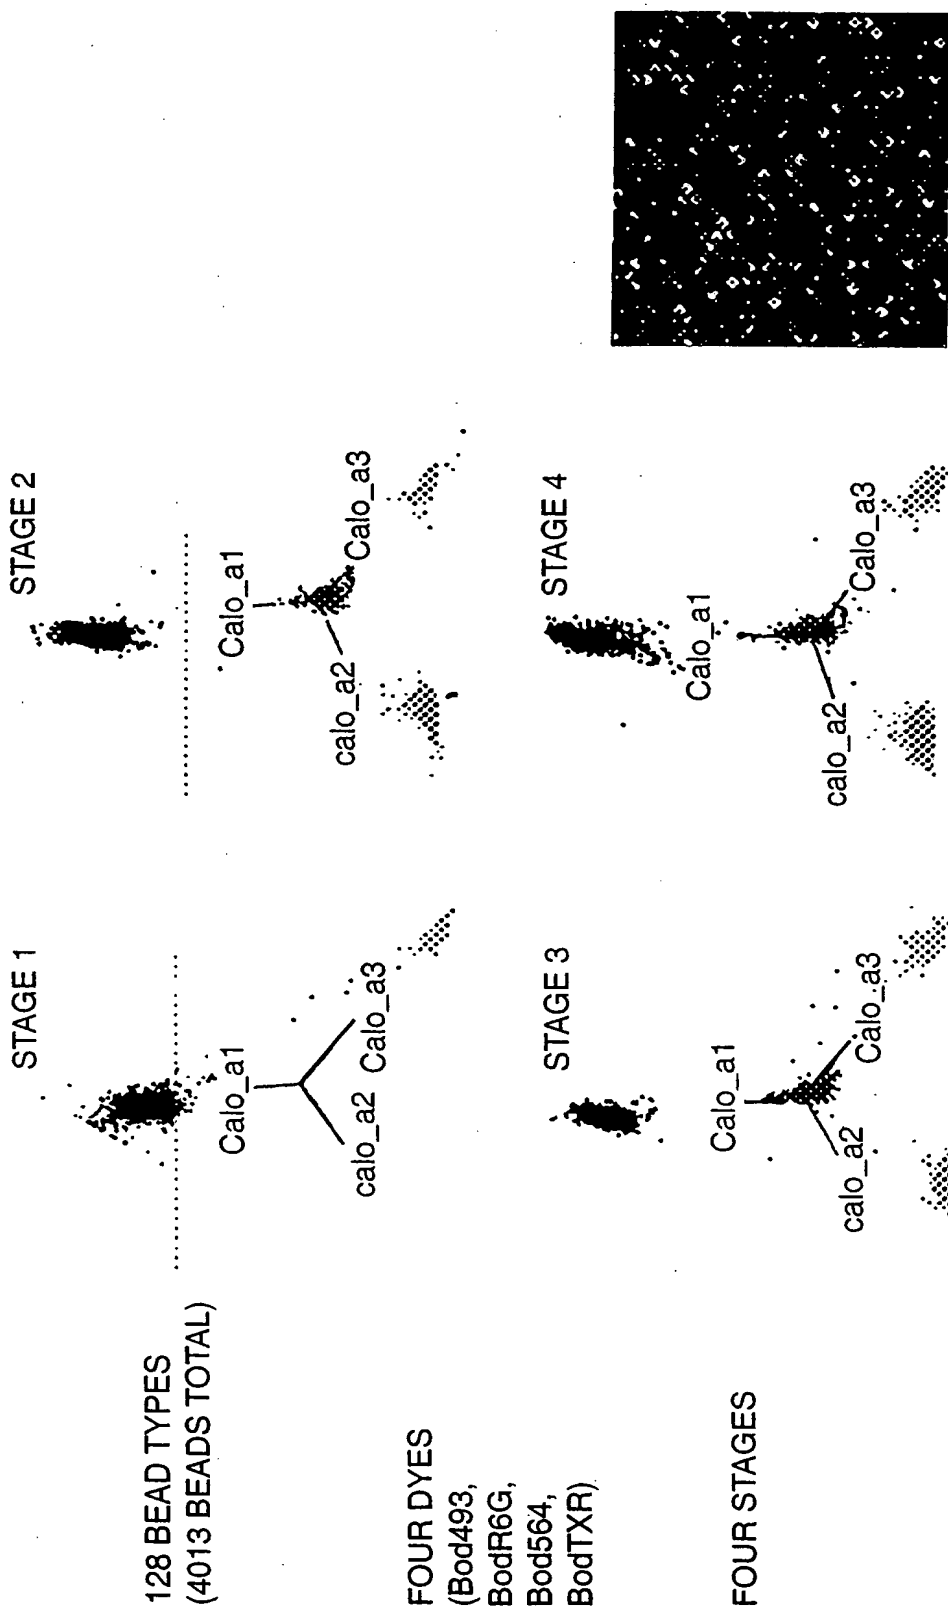 128 BEAD TYPES
(4013 BEADS TOTAL)
FOUR DYES
(Bod493,
BodR6G,
Bod564,
BodTXR)
FOUR STAGES
STAGE 1
Calo_a1
calo_a2
Calo_a3
STAGE 2
Calo_a1
calo_a2
Calo_a3
STAGE 3
Calo_a1
calo_a2
Calo_a3
STAGE 4
Calo_a1
calo_a2
Calo_a3